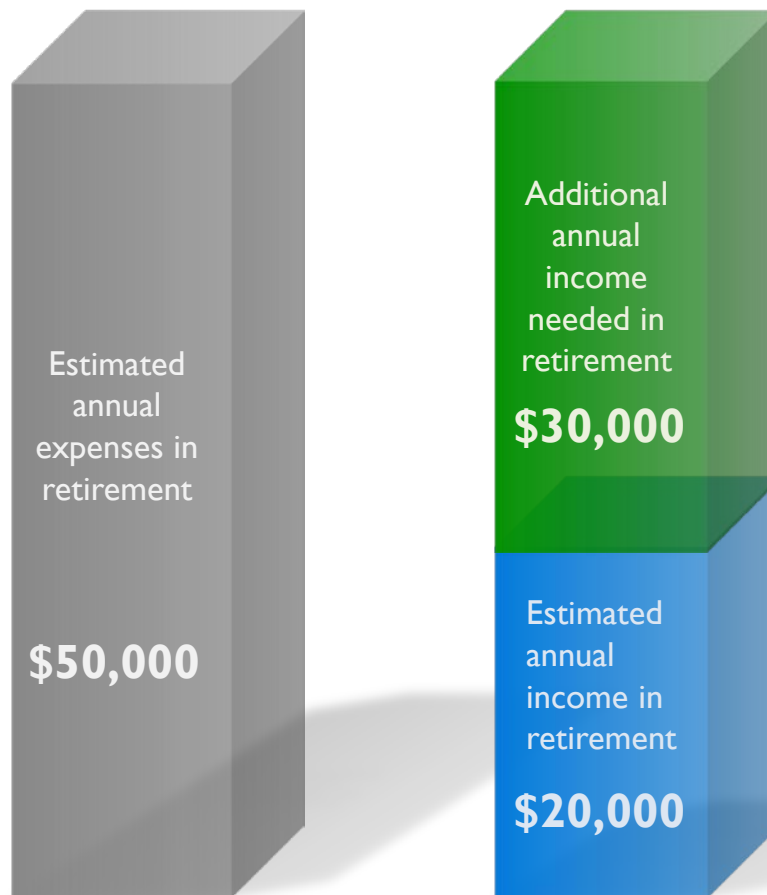 Estimated
annual
expenses in
retirement
$50,000
Additional
annual
income
needed in
retirement
$30,000
Estimated
annual
income in
retirement
$20,000